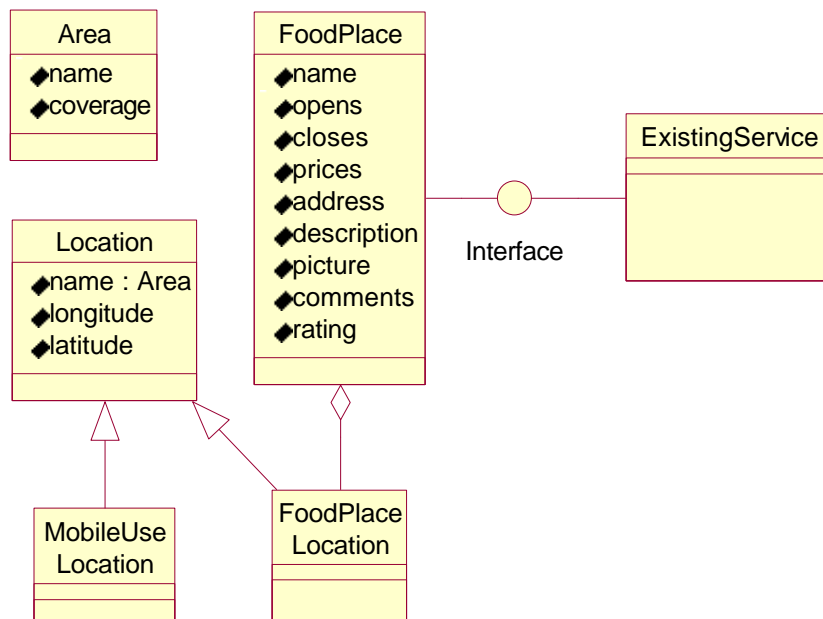 Area
name
coverage
FoodPlace
name
opens
closes
prices
address
description
picture
comments
rating
ExistingService
Interface
Location
name : Area
longitude
latitude
MobileUse
Location
FoodPlace
Location